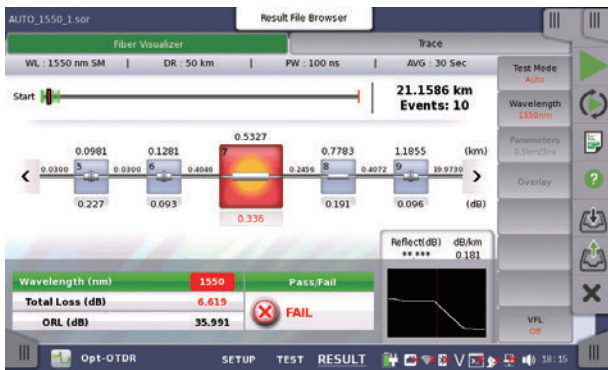 AUTO_1550_1.sor
Result File Browser
Fiber Visualizer
Trace
WL : 1550 nm SM | DR : 50 km | PW : 100 ns | AVG : 30 Sec
Test Mode
Auto
Start
21.1586 km
Events: 10
Wavelength
1550nm
Parameters
0.5327
0.0981 0.1281 0.7783 1.1855 (km)
Overlay
5 6 7 8 9
0.0300 0.0300 0.4046 0.2456 0.4072 19.9730
0.227 0.093 0.191 0.096 (dB)
0.336
Reflect(dB) dB/km
**.*** 0.181
Wavelength (nm) 1550 Pass/Fail
Total Loss (dB) 6.619
FAIL
ORL (dB) 35.991
VFL
Off
Opt-OTDR SETUP TEST RESULT V 18:15